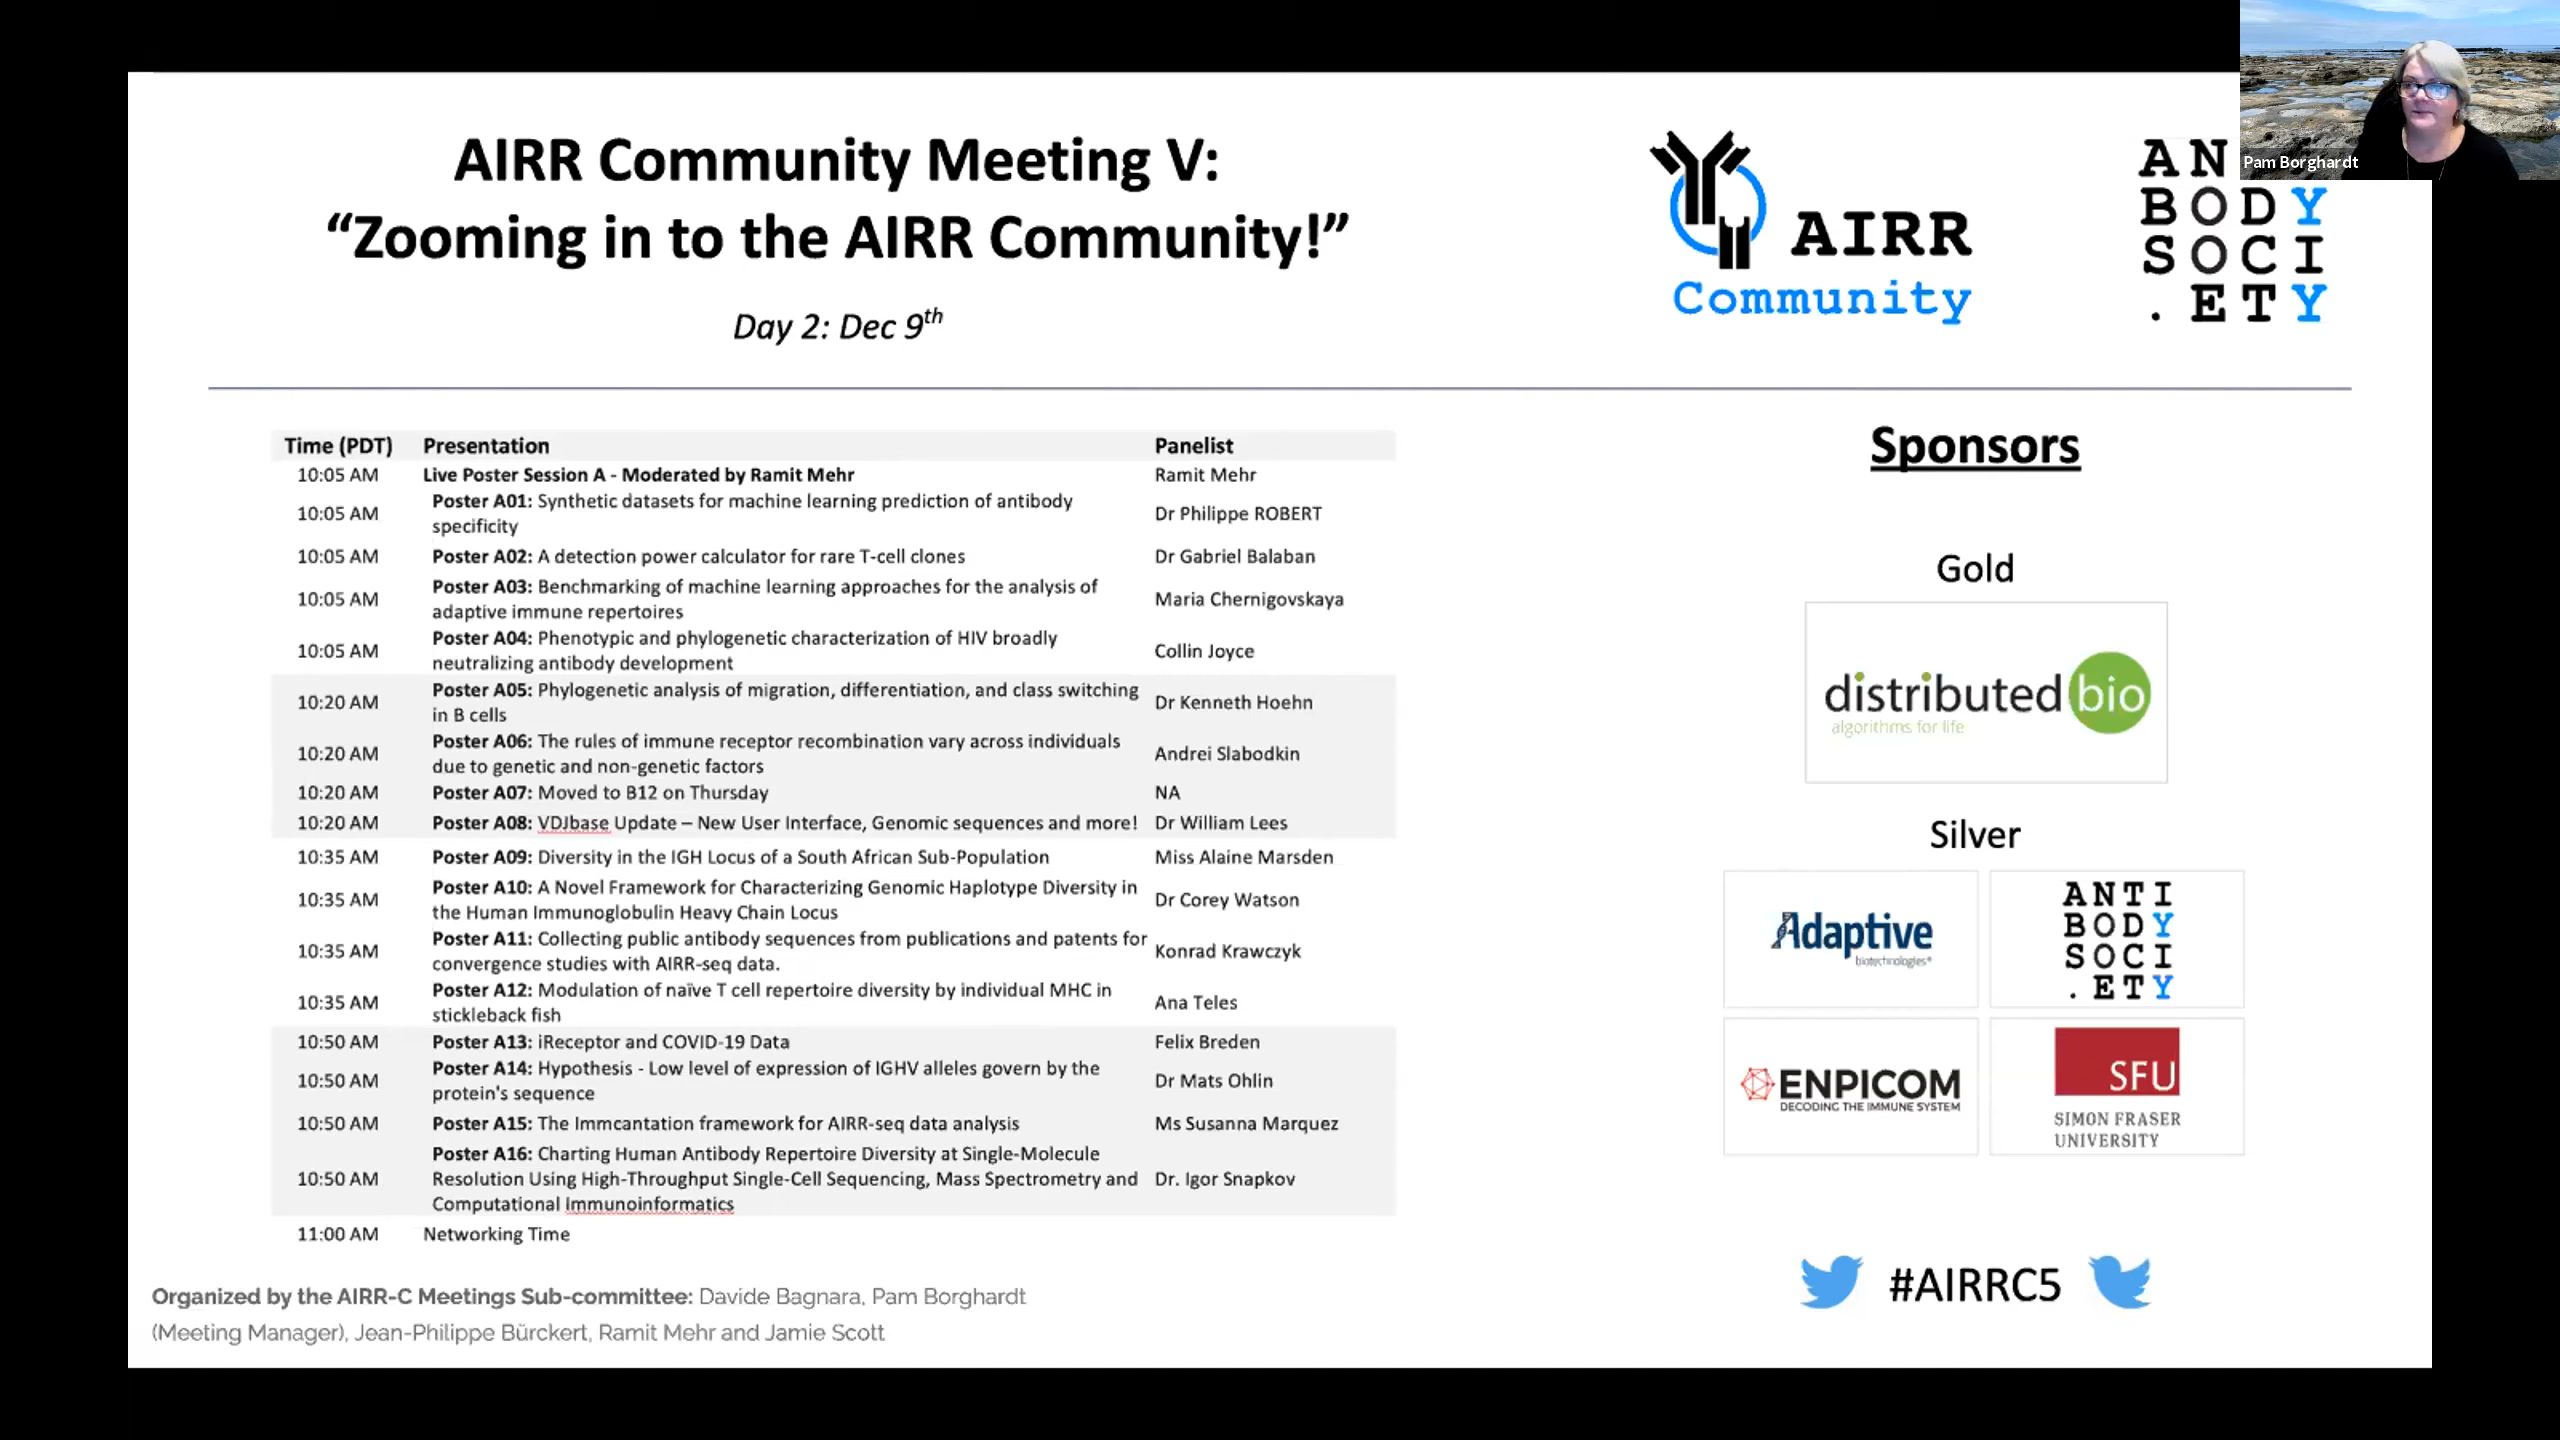 AIRR Community Meeting V:
“Zooming in to the AIRR Community!”
Day 2: Dec 9th
AIRR
Community
AN
BODY
SOCI
.ETY
Pam Borghardt
Time (PDT) Presentation Panelist
10:05 AM Live Poster Session A - Moderated by Ramit Mehr Ramit Mehr
10:05 AM Poster A01: Synthetic datasets for machine learning prediction of antibody
specificity Dr Philippe ROBERT
10:05 AM Poster A02: A detection power calculator for rare T-cell clones Dr Gabriel Balaban
10:05 AM Poster A03: Benchmarking of machine learning approaches for the analysis of
adaptive immune repertoires Maria Chernigovskaya
10:05 AM Poster A04: Phenotypic and phylogenetic characterization of HIV broadly
neutralizing antibody development Collin Joyce
10:20 AM Poster A05: Phylogenetic analysis of migration, differentiation, and class switching
in B cells Dr Kenneth Hoehn
10:20 AM Poster A06: The rules of immune receptor recombination vary across individuals
due to genetic and non-genetic factors Andrei Slabodkin
10:20 AM Poster A07: Moved to B12 on Thursday NA
10:20 AM Poster A08: VDJbase Update – New User Interface, Genomic sequences and more! Dr William Lees
10:35 AM Poster A09: Diversity in the IGH Locus of a South African Sub-Population Miss Alaine Marsden
10:35 AM Poster A10: A Novel Framework for Characterizing Genomic Haplotype Diversity in
the Human Immunoglobulin Heavy Chain Locus Dr Corey Watson
10:35 AM Poster A11: Collecting public antibody sequences from publications and patents for
convergence studies with AIRR-seq data. Konrad Krawczyk
10:35 AM Poster A12: Modulation of naïve T cell repertoire diversity by individual MHC in
stickleback fish Ana Teles
10:50 AM Poster A13: iReceptor and COVID-19 Data Felix Breden
10:50 AM Poster A14: Hypothesis - Low level of expression of IGHV alleles govern by the
protein's sequence Dr Mats Ohlin
10:50 AM Poster A15: The Immcantation framework for AIRR-seq data analysis Ms Susanna Marquez
Poster A16: Charting Human Antibody Repertoire Diversity at Single-Molecule
10:50 AM Resolution Using High-Throughput Single-Cell Sequencing, Mass Spectrometry and Dr. Igor Snapkov
Computational Immunoinformatics
11:00 AM Networking Time
Organized by the AIRR-C Meetings Sub-committee: Davide Bagnara, Pam Borghardt
(Meeting Manager), Jean-Philippe Bürckert, Ramit Mehr and Jamie Scott
Sponsors
Gold
distributed bio
algorithms for life
Silver
Adaptive
biotechnologies®
ANTI
BODY
SOCI
.ETY
ENPICOM
DECODING THE IMMUNE SYSTEM
SFU
SIMON FRASER
UNIVERSITY
#AIRRC5